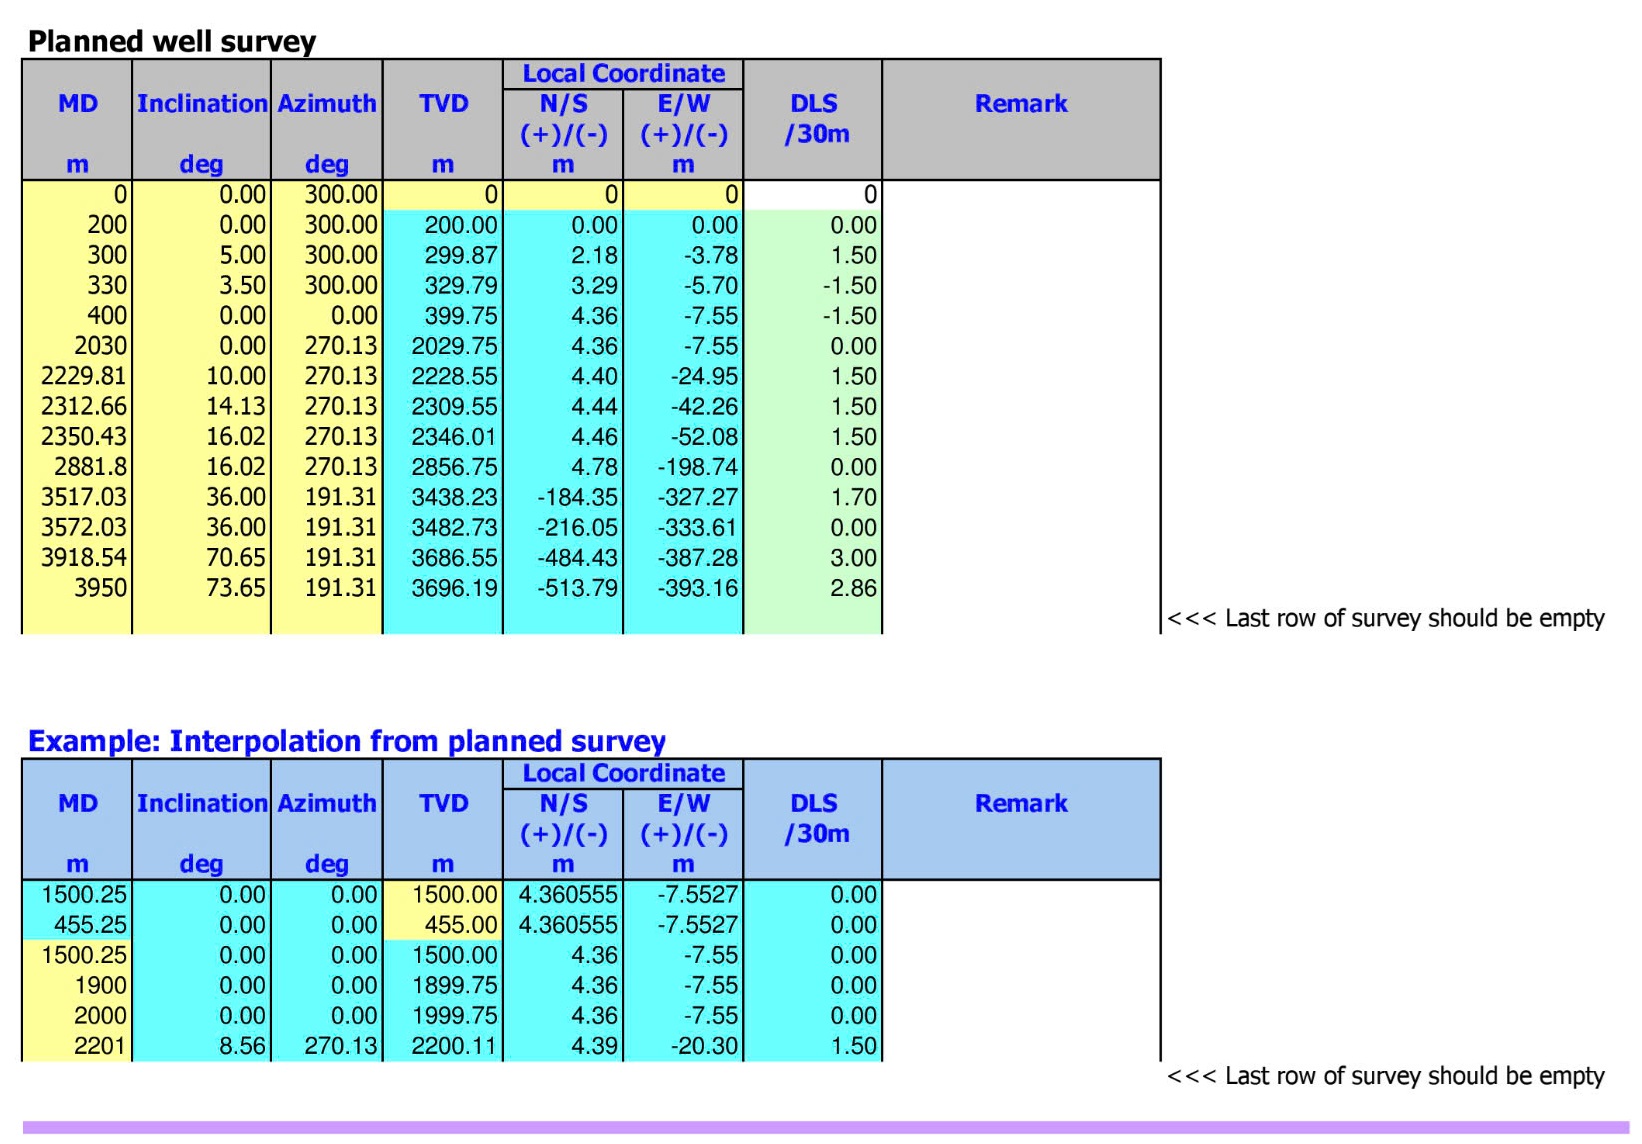 Planned well survey
Local Coordinate
MD Inclination Azimuth TVD N/S E/W DLS Remark
(+)/(-) (+)/(-) /30m
m deg deg m m m
0 0.00 300.00 0 0 0 0
200 0.00 300.00 200.00 0.00 0.00 0.00
300 5.00 300.00 299.87 2.18 -3.78 1.50
330 3.50 300.00 329.79 3.29 -5.70 -1.50
400 0.00 0.00 399.75 4.36 -7.55 -1.50
2030 0.00 270.13 2029.75 4.36 -7.55 0.00
2229.81 10.00 270.13 2228.55 4.40 -24.95 1.50
2312.66 14.13 270.13 2309.55 4.44 -42.26 1.50
2350.43 16.02 270.13 2346.01 4.46 -52.08 1.50
2881.8 16.02 270.13 2856.75 4.78 -198.74 0.00
3517.03 36.00 191.31 3438.23 -184.35 -327.27 1.70
3572.03 36.00 191.31 3482.73 -216.05 -333.61 0.00
3918.54 70.65 191.31 3686.55 -484.43 -387.28 3.00
3950 73.65 191.31 3696.19 -513.79 -393.16 2.86
<<< Last row of survey should be empty
Example: Interpolation from planned survey
Local Coordinate
MD Inclination Azimuth TVD N/S E/W DLS Remark
(+)/(-) (+)/(-) /30m
m deg deg m m m
1500.25 0.00 0.00 1500.00 4.360555 -7.5527 0.00
455.25 0.00 0.00 455.00 4.360555 -7.5527 0.00
1500.25 0.00 0.00 1500.00 4.36 -7.55 0.00
1900 0.00 0.00 1899.75 4.36 -7.55 0.00
2000 0.00 0.00 1999.75 4.36 -7.55 0.00
2201 8.56 270.13 2200.11 4.39 -20.30 1.50
<<< Last row of survey should be empty